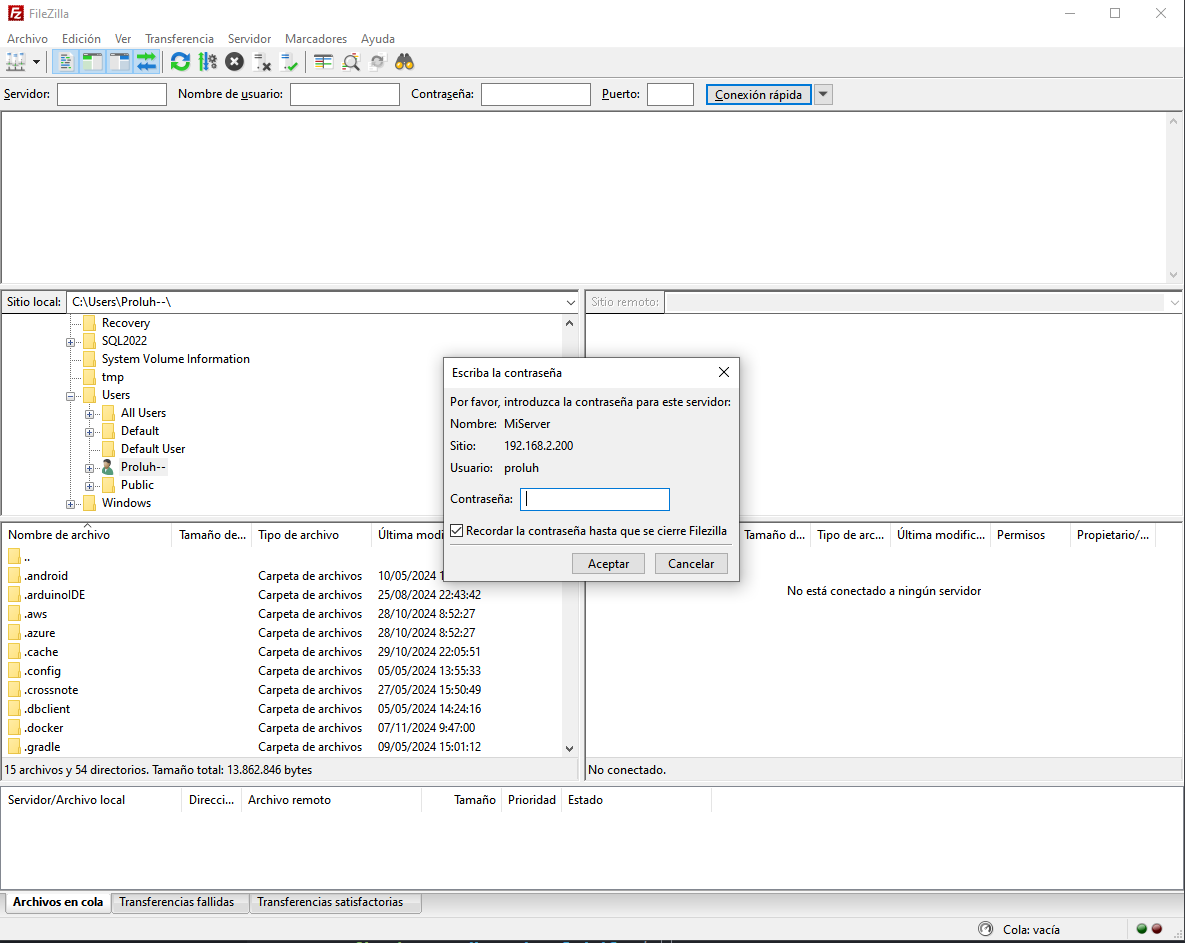 FileZilla
Archivo Edición Ver Transferencia Servidor Marcadores Ayuda
Servidor: Nombre de usuario: Contraseña: Puerto: Conexión rápida
Sitio local: C:\Users\Proluh--\
Sitio remoto:
Recovery
SQL2022
System Volume Information
tmp
Users
All Users
Default
Default User
Proluh--
Public
Windows
Escriba la contraseña
Por favor, introduzca la contraseña para este servidor:
Nombre: MiServer
Sitio: 192.168.2.200
Usuario: proluh
Contraseña:
Recordar la contraseña hasta que se cierre Filezilla
Aceptar Cancelar
Nombre de archivo Tamaño de... Tipo de archivo Última modi
..
.android Carpeta de archivos 10/05/2024 1
.arduinoIDE Carpeta de archivos 25/08/2024 22:43:42
.aws Carpeta de archivos 28/10/2024 8:52:27
.azure Carpeta de archivos 28/10/2024 8:52:27
.cache Carpeta de archivos 29/10/2024 22:05:51
.config Carpeta de archivos 05/05/2024 13:55:33
.crossnote Carpeta de archivos 27/05/2024 15:50:49
.dbclient Carpeta de archivos 05/05/2024 14:24:16
.docker Carpeta de archivos 07/11/2024 9:47:00
.gradle Carpeta de archivos 09/05/2024 15:01:12
15 archivos y 54 directorios. Tamaño total: 13.862.846 bytes
Tamaño d... Tipo de arc... Última modific... Permisos Propietario/...
No está conectado a ningún servidor
No conectado.
Servidor/Archivo local Direcci... Archivo remoto Tamaño Prioridad Estado
Archivos en cola Transferencias fallidas Transferencias satisfactorias
Cola: vacía